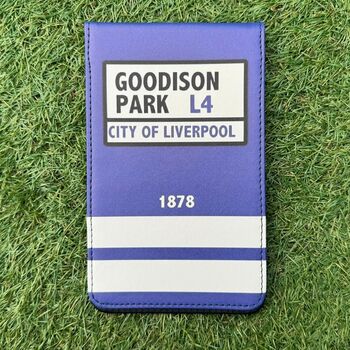 GOODISON
PARK L4
CITY OF LIVERPOOL
1878